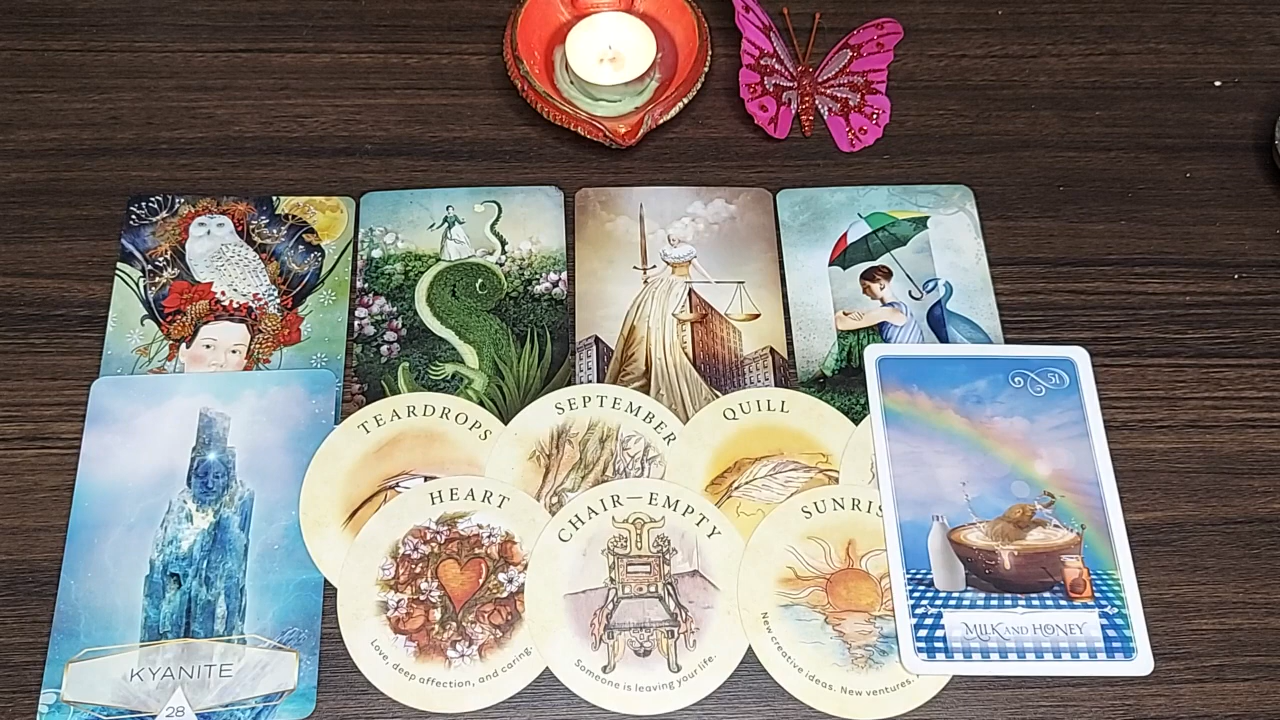 TEARDROPS
SEPTEMBER
QUILL
51
HEART
CHAIR—EMPTY
SUNRIS
MILK AND HONEY
Love, deep affection, and caring.
Someone is leaving your life.
New creative ideas. New ventures.
KYANITE
28